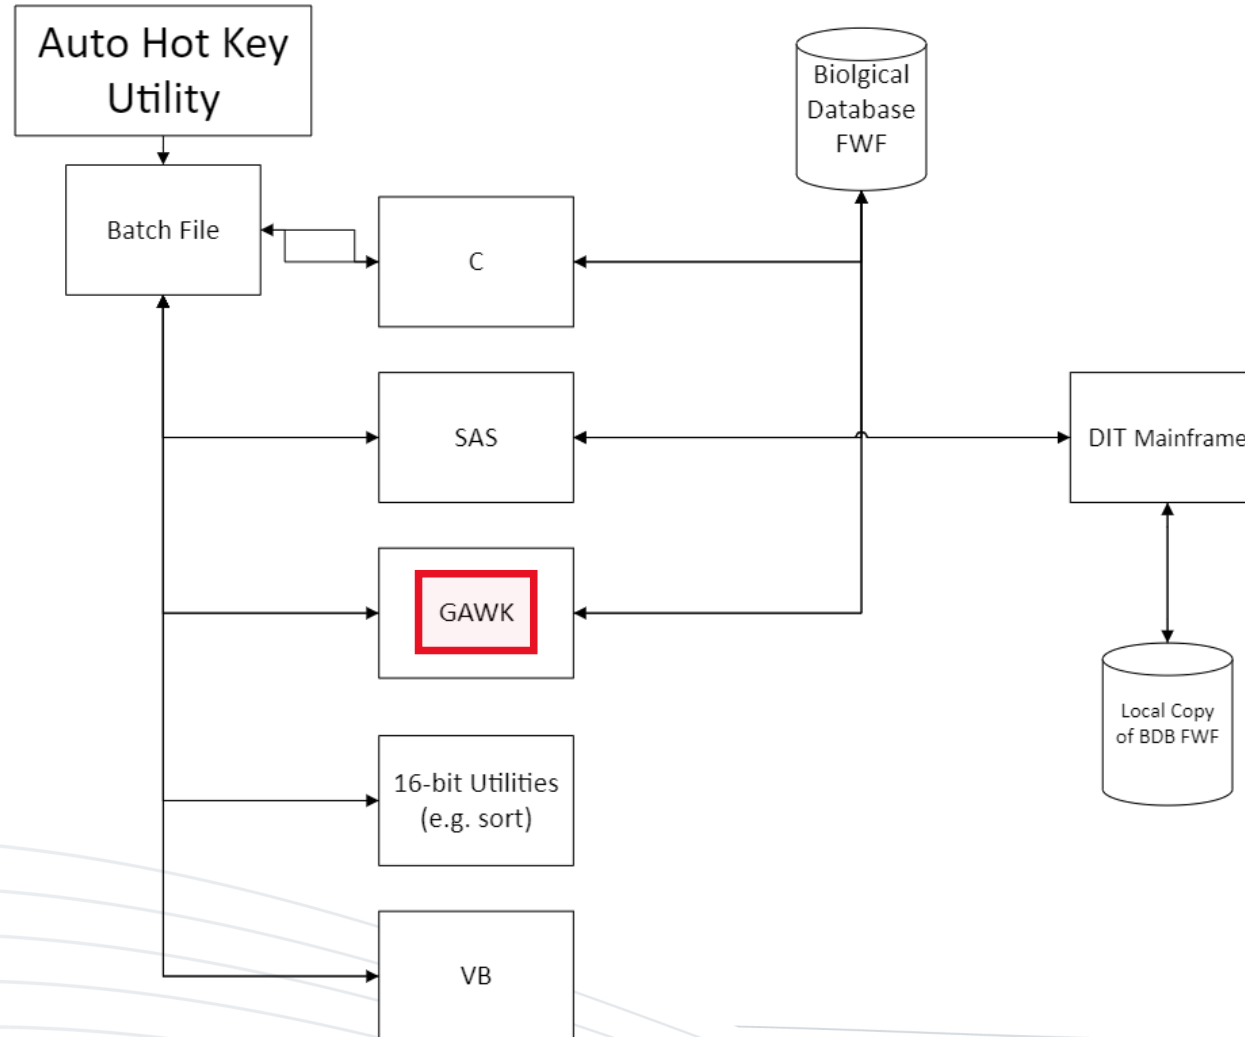 Auto Hot Key
Utility
Biolgical
Database
FWF
Batch File
C
SAS
DIT Mainframe
GAWK
Local Copy
of BDB FWF
16-bit Utilities
(e.g. sort)
VB